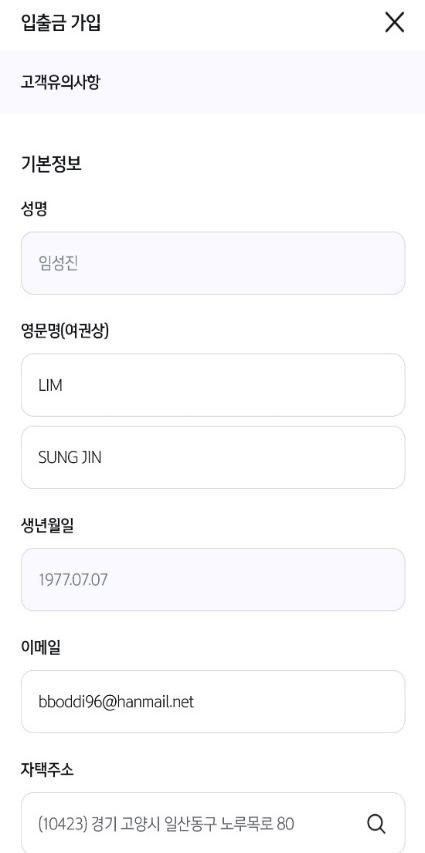 입출금 가입
고객유의사항
기본정보
성명
임성진
영문명(여권상)
LIM
SUNG JIN
생년월일
1977.07.07
이메일
bboddi96@hanmail.net
자택주소
(10423) 경기 고양시 일산동구 노루목로 80